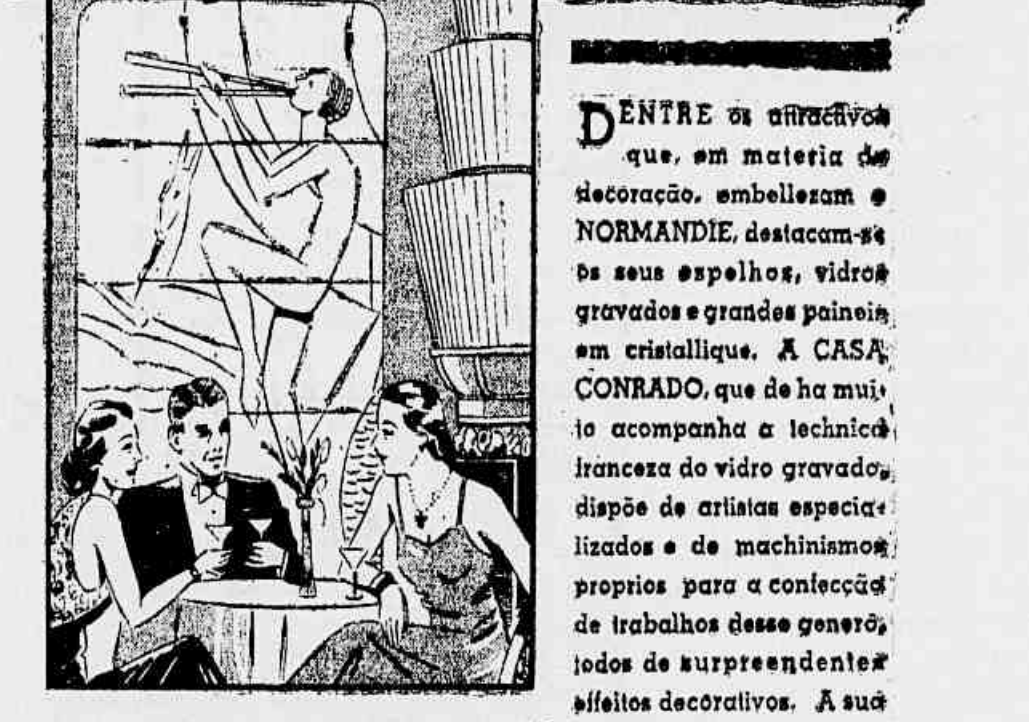 DENTRE os attractivos
que, em materia de
decoração, embellezam o
NORMANDIE, destacam-se
os seus espelhos, vidros
gravados e grandes paineis
em cristallique. A CASA
CONRADO, que de ha mui-
to acompanha a technica
franceza do vidro gravado,
dispõe de artistas especia-
lizados e de machinismos
proprios para a confecção
de trabalhos desse genero,
todos de surpreendentes
effeitos decorativos. A sua